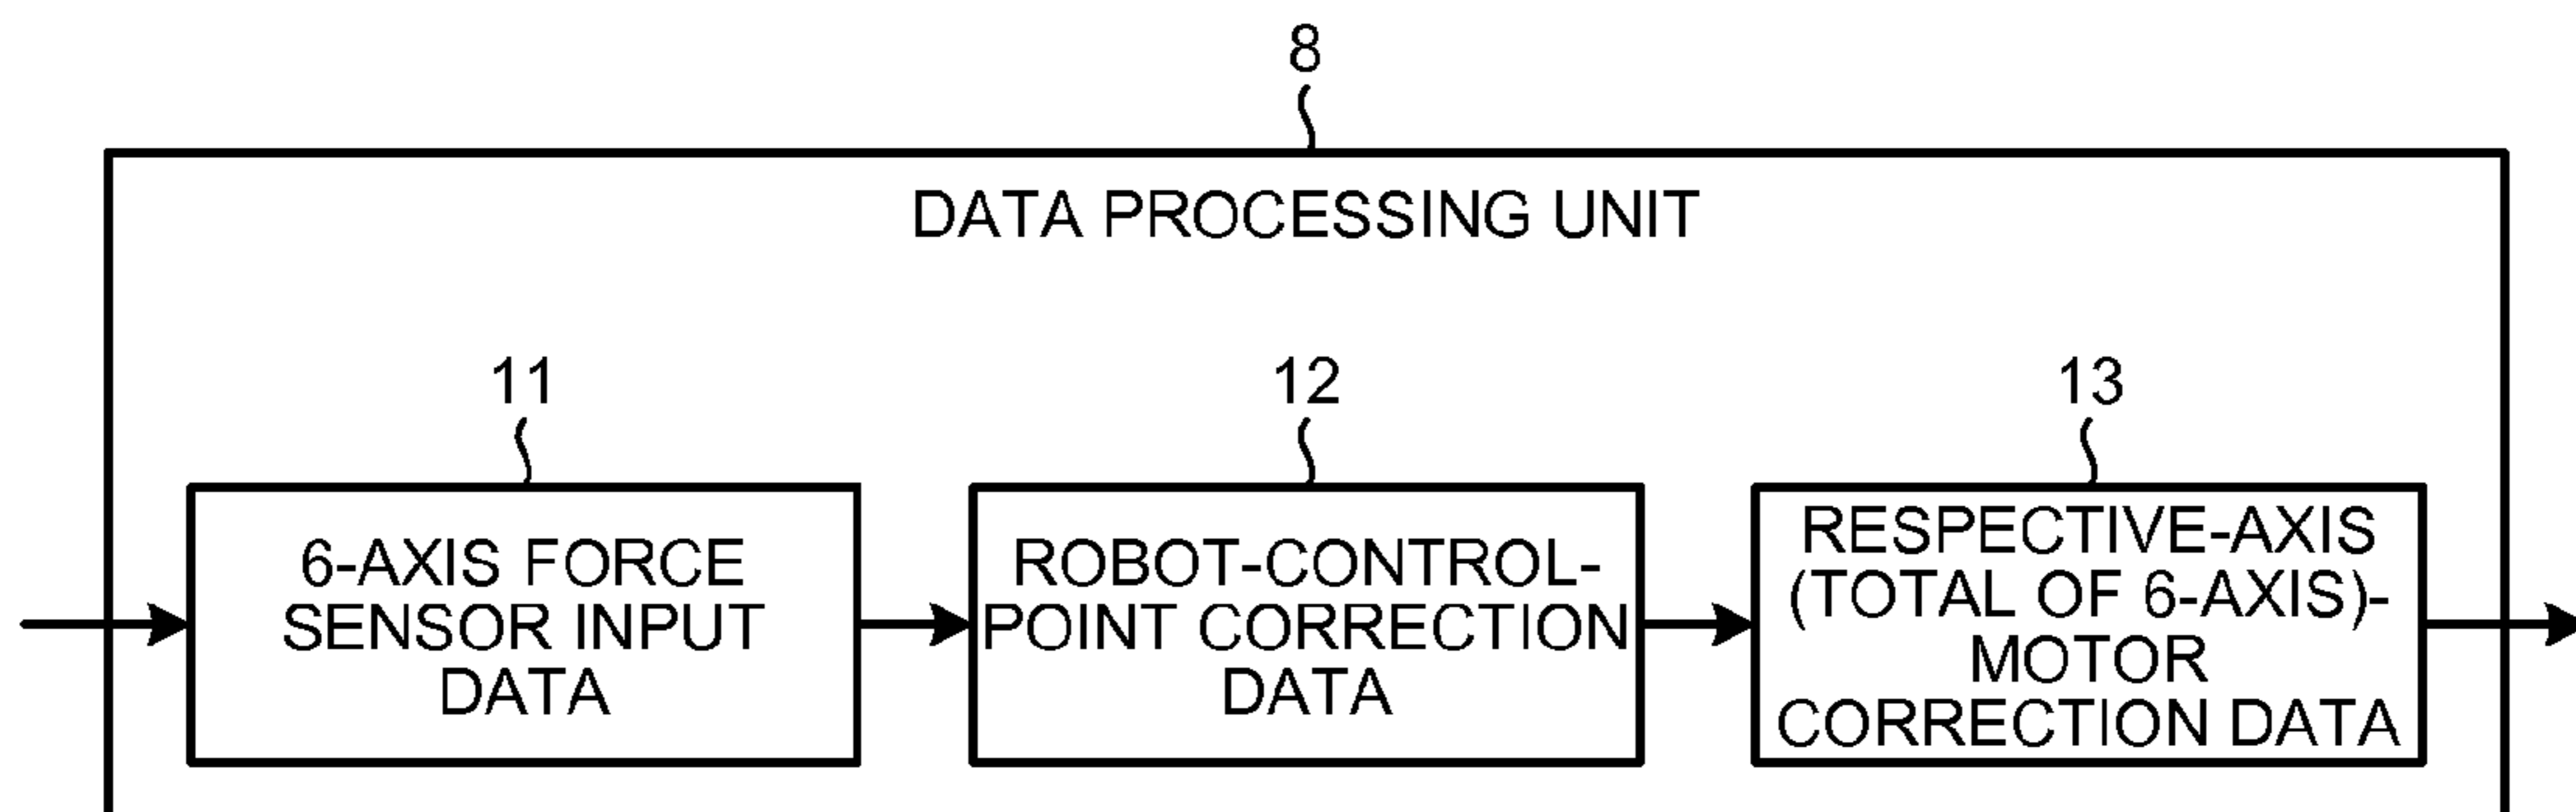 8
DATA PROCESSING UNIT
11
12
13
6-AXIS FORCE
SENSOR INPUT
DATA
ROBOT-CONTROL-
POINT CORRECTION
DATA
RESPECTIVE-AXIS
(TOTAL OF 6-AXIS)-
MOTOR
CORRECTION DATA